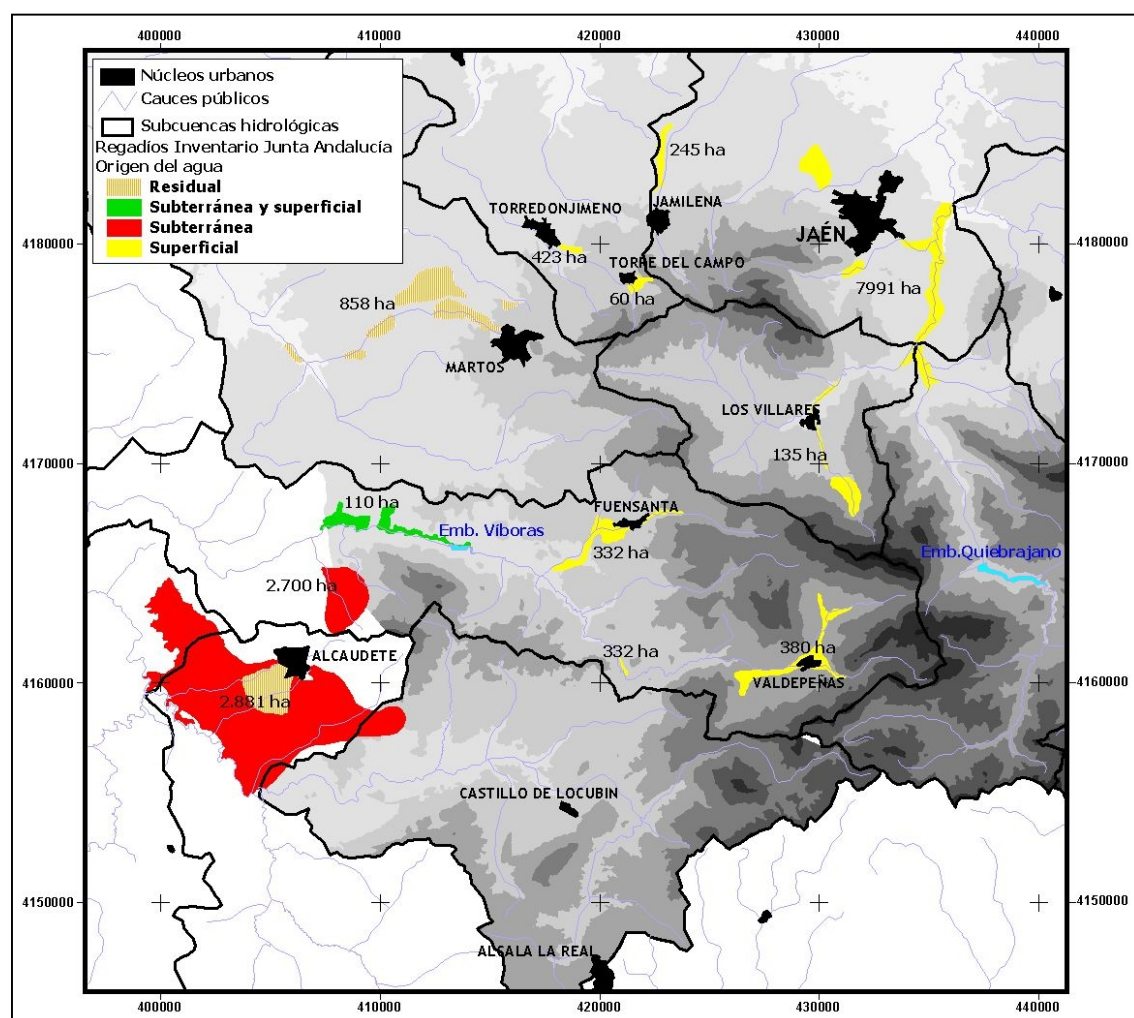 400000 410000 420000 430000 440000
Núcleos urbanos
Cauces públicos
Subcuencas hidrológicas
Regadíos Inventario Junta Andalucía
Origen del agua
Residual
Subterránea y superficial
Subterránea
Superficial
245 ha
TORREDONJIMENO
JAMILENA
JAÉN
4180000
4180000
423 ha
TORRE DEL CAMPO
60 ha
7991 ha
858 ha
MARTOS
LOS VILLARES
135 ha
4170000
4170000
110 ha
FUENSANTA
Emb. Víboras
332 ha
Emb.Quiebrajano
2.700 ha
ALCAUDETE
332 ha
380 ha
4160000
4160000
VALDEPEÑAS
2.881 ha
CASTILLO DE LOCUBIN
4150000
4150000
ALCALA LA REAL
400000 410000 420000 430000 440000